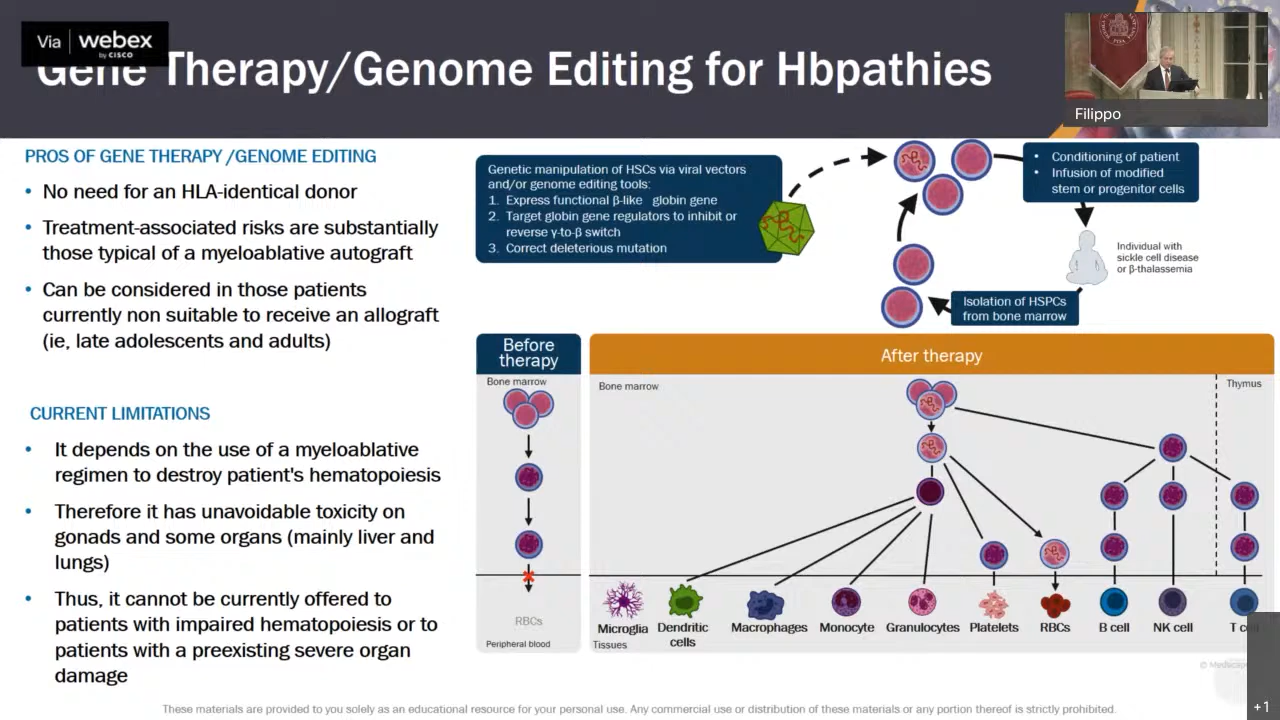 Via webex
by CISCO
Gene Therapy/Genome Editing for Hbpathies
Filippo
PROS OF GENE THERAPY /GENOME EDITING
• No need for an HLA-identical donor
• Treatment-associated risks are substantially
those typical of a myeloablative autograft
• Can be considered in those patients
currently non suitable to receive an allograft
(ie, late adolescents and adults)
CURRENT LIMITATIONS
• It depends on the use of a myeloablative
regimen to destroy patient's hematopoiesis
• Therefore it has unavoidable toxicity on
gonads and some organs (mainly liver and
lungs)
• Thus, it cannot be currently offered to
patients with impaired hematopoiesis or to
patients with a preexisting severe organ
damage
Genetic manipulation of HSCs via viral vectors
and/or genome editing tools:
1. Express functional β-like globin gene
2. Target globin gene regulators to inhibit or
reverse γ-to-β switch
3. Correct deleterious mutation
• Conditioning of patient
• Infusion of modified
stem or progenitor cells
Individual with
sickle cell disease
or β-thalassemia
Isolation of HSPCs
from bone marrow
Before
therapy
Bone marrow
RBCs
Peripheral blood
After therapy
Bone marrow
Thymus
Microglia
Dendritic
cells
Macrophages
Monocyte
Granulocytes
Platelets
RBCs
B cell
NK cell
T cell
Tissues
© Medscape
These materials are provided to you solely as an educational resource for your personal use. Any commercial use or distribution of these materials or any portion thereof is strictly prohibited.
+1